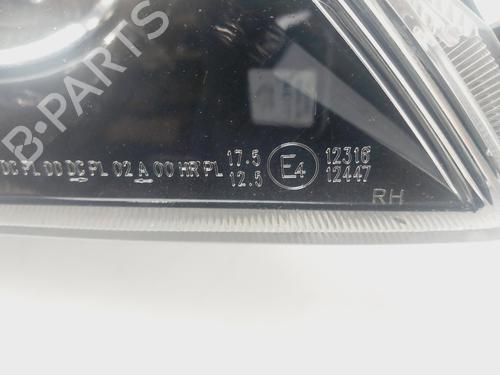 B-PARTS
17.5 12316
DC PL 00 DC PL 02 A 00 HR PL E4
12.5 12447
RH